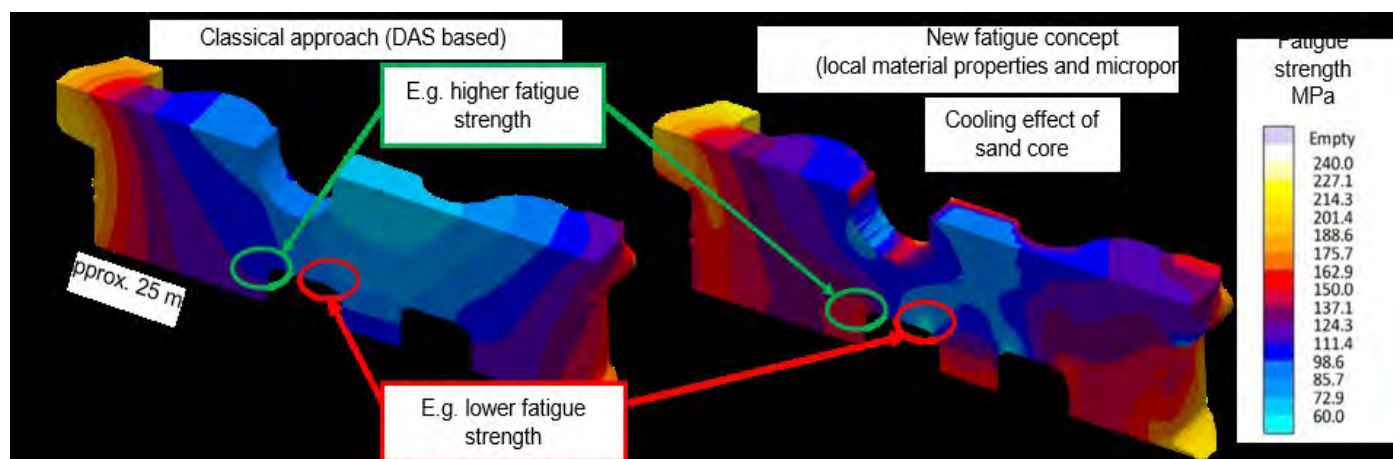 Classical approach (DAS based)
New fatigue concept
(local material properties and micropor
E.g. higher fatigue
strength
Cooling effect of
sand core
pprox. 25 m
E.g. lower fatigue
strength
Fatigue
strength
MPa
Empty
240.0
227.1
214.3
201.4
188.6
175.7
162.9
150.0
137.1
124.3
111.4
98.6
85.7
72.9
60.0